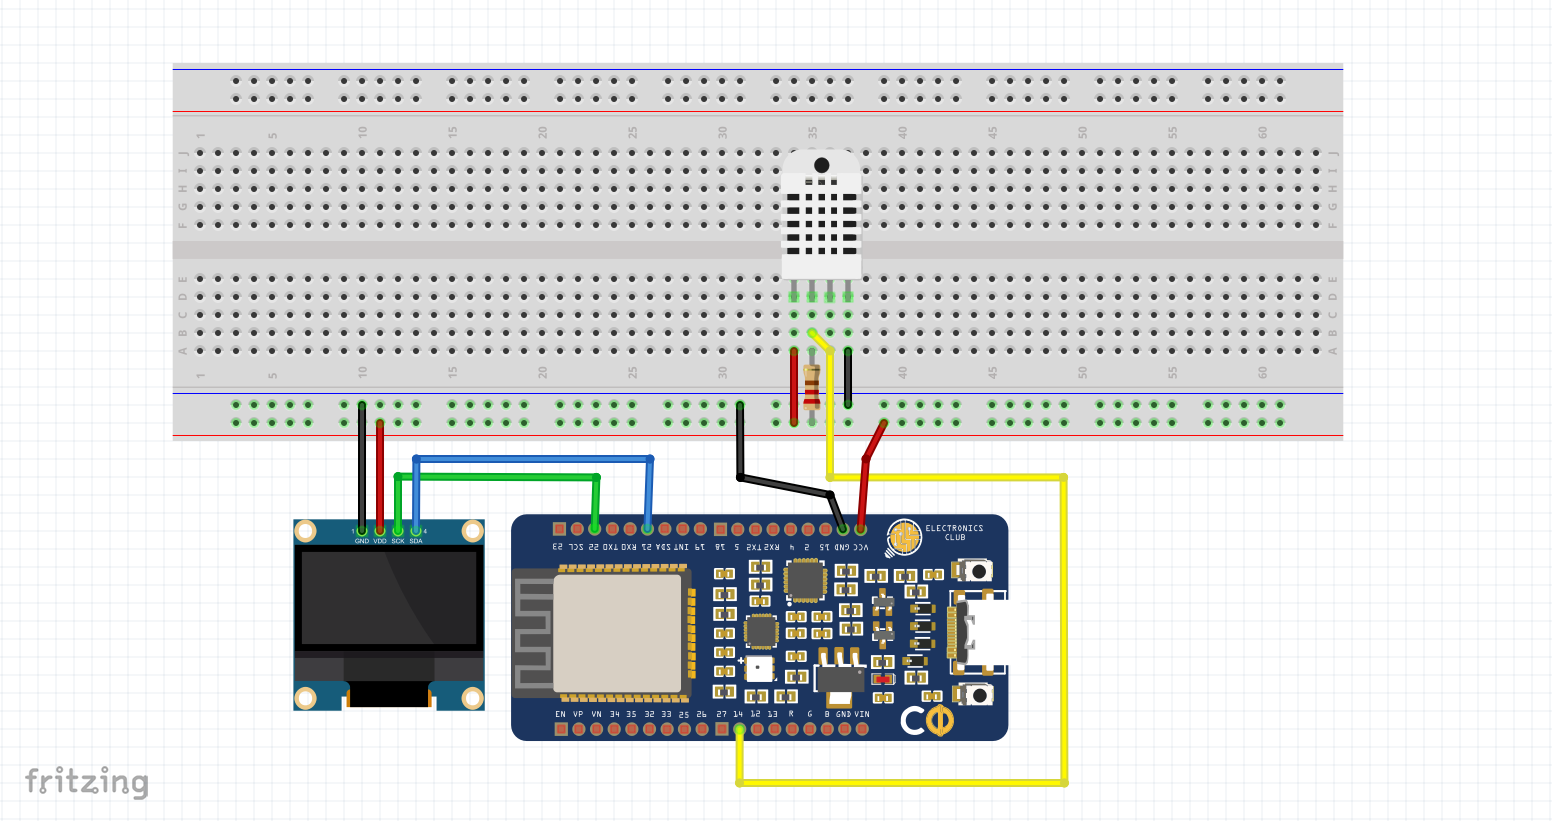 1 5 10 15 20 25 30 35 40 45 50 55 60
J J
I I
H H
G G
F F
E E
D D
C C
B B
A A
1 5 10 15 20 25 30 35 40 45 50 55 60
1 4
GND VDD SCK SDA
23 SCL 22 TXD RXD 21 SDA INT 19 18 5 TX2 RX2 4 2 15 GND VCC
ELECTRONICS
CLUB
+
EN VP VN 34 35 32 33 25 26 27 14 12 13 R G B GND VIN
fritzing